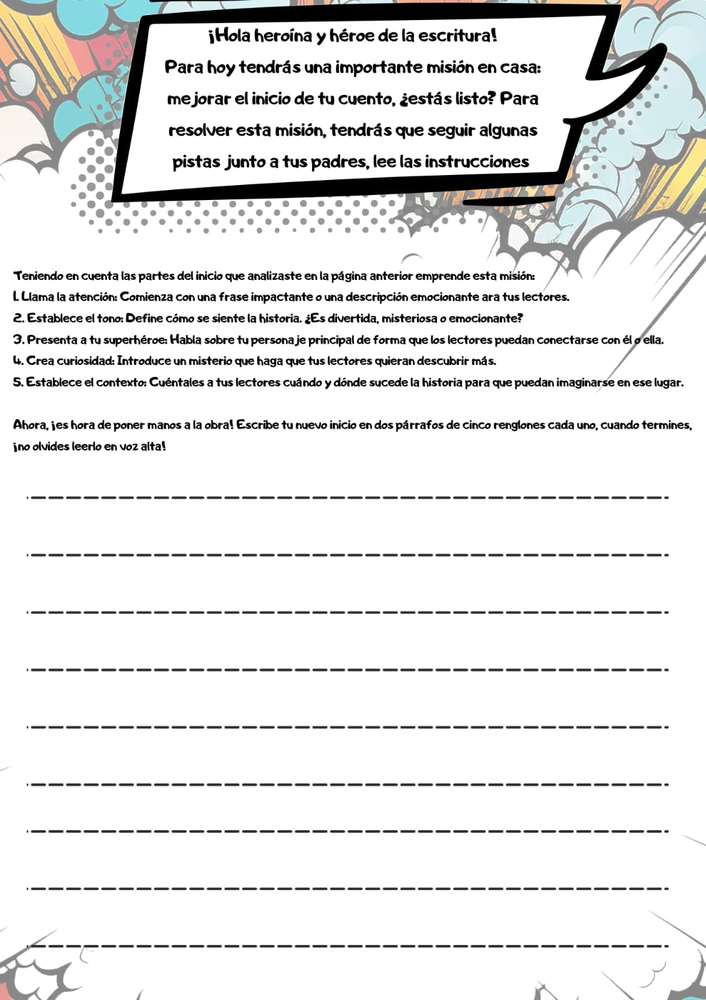 ¡Hola heroína y héroe de la escritura!
Para hoy tendrás una importante misión en casa:
mejorar el inicio de tu cuento, ¿estás listo? Para
resolver esta misión, tendrás que seguir algunas
pistas junto a tus padres, lee las instrucciones
Teniendo en cuenta las partes del inicio que analizaste en la página anterior emprende esta misión:
1. Llama la atención: Comienza con una frase impactante o una descripción emocionante ara tus lectores.
2. Establece el tono: Define cómo se siente la historia. ¿Es divertida, misteriosa o emocionante?
3. Presenta a tu superhéroe: Habla sobre tu personaje principal de forma que los lectores puedan conectarse con él o ella.
4. Crea curiosidad: Introduce un misterio que haga que tus lectores quieran descubrir más.
5. Establece el contexto: Cuéntales a tus lectores cuándo y dónde sucede la historia para que puedan imaginarse en ese lugar.
Ahora, ¡es hora de poner manos a la obra! Escribe tu nuevo inicio en dos párrafos de cinco renglones cada uno, cuando termines,
¡no olvides leerlo en voz alta!